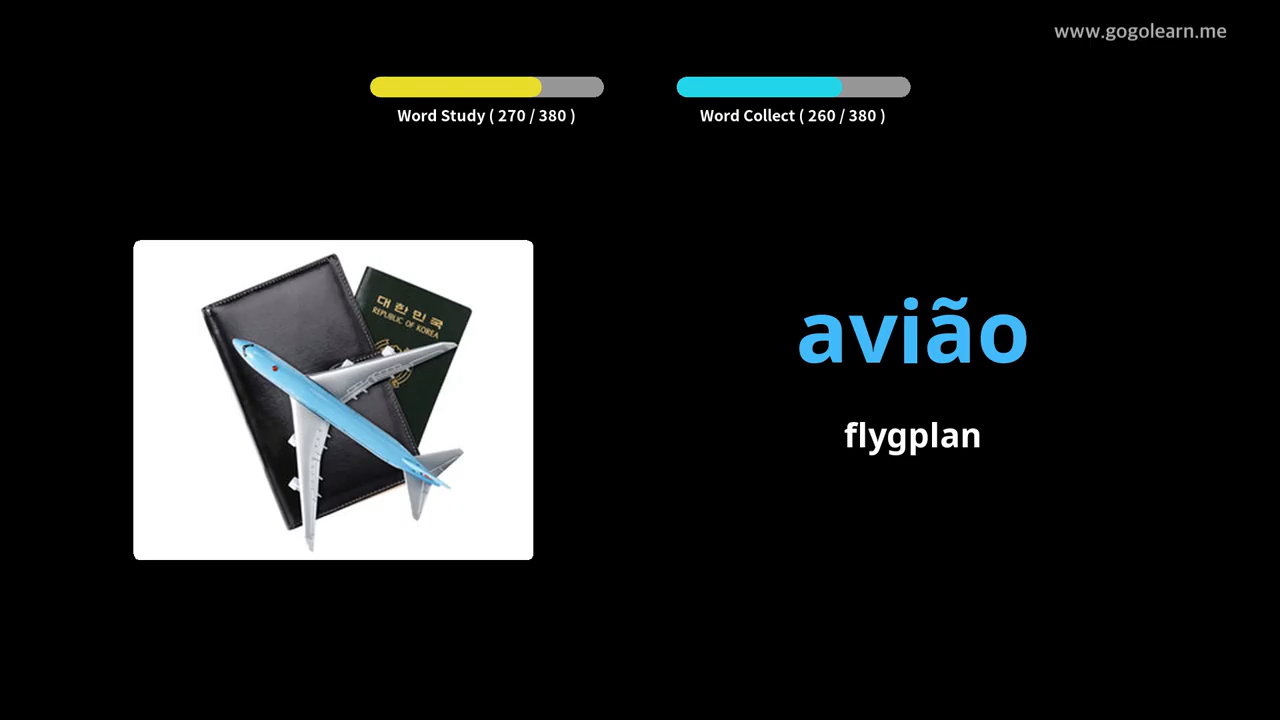 www.gogolearn.me
Word Study ( 270 / 380 )
Word Collect ( 260 / 380 )
대한민국
REPUBLIC OF KOREA
avião
flygplan